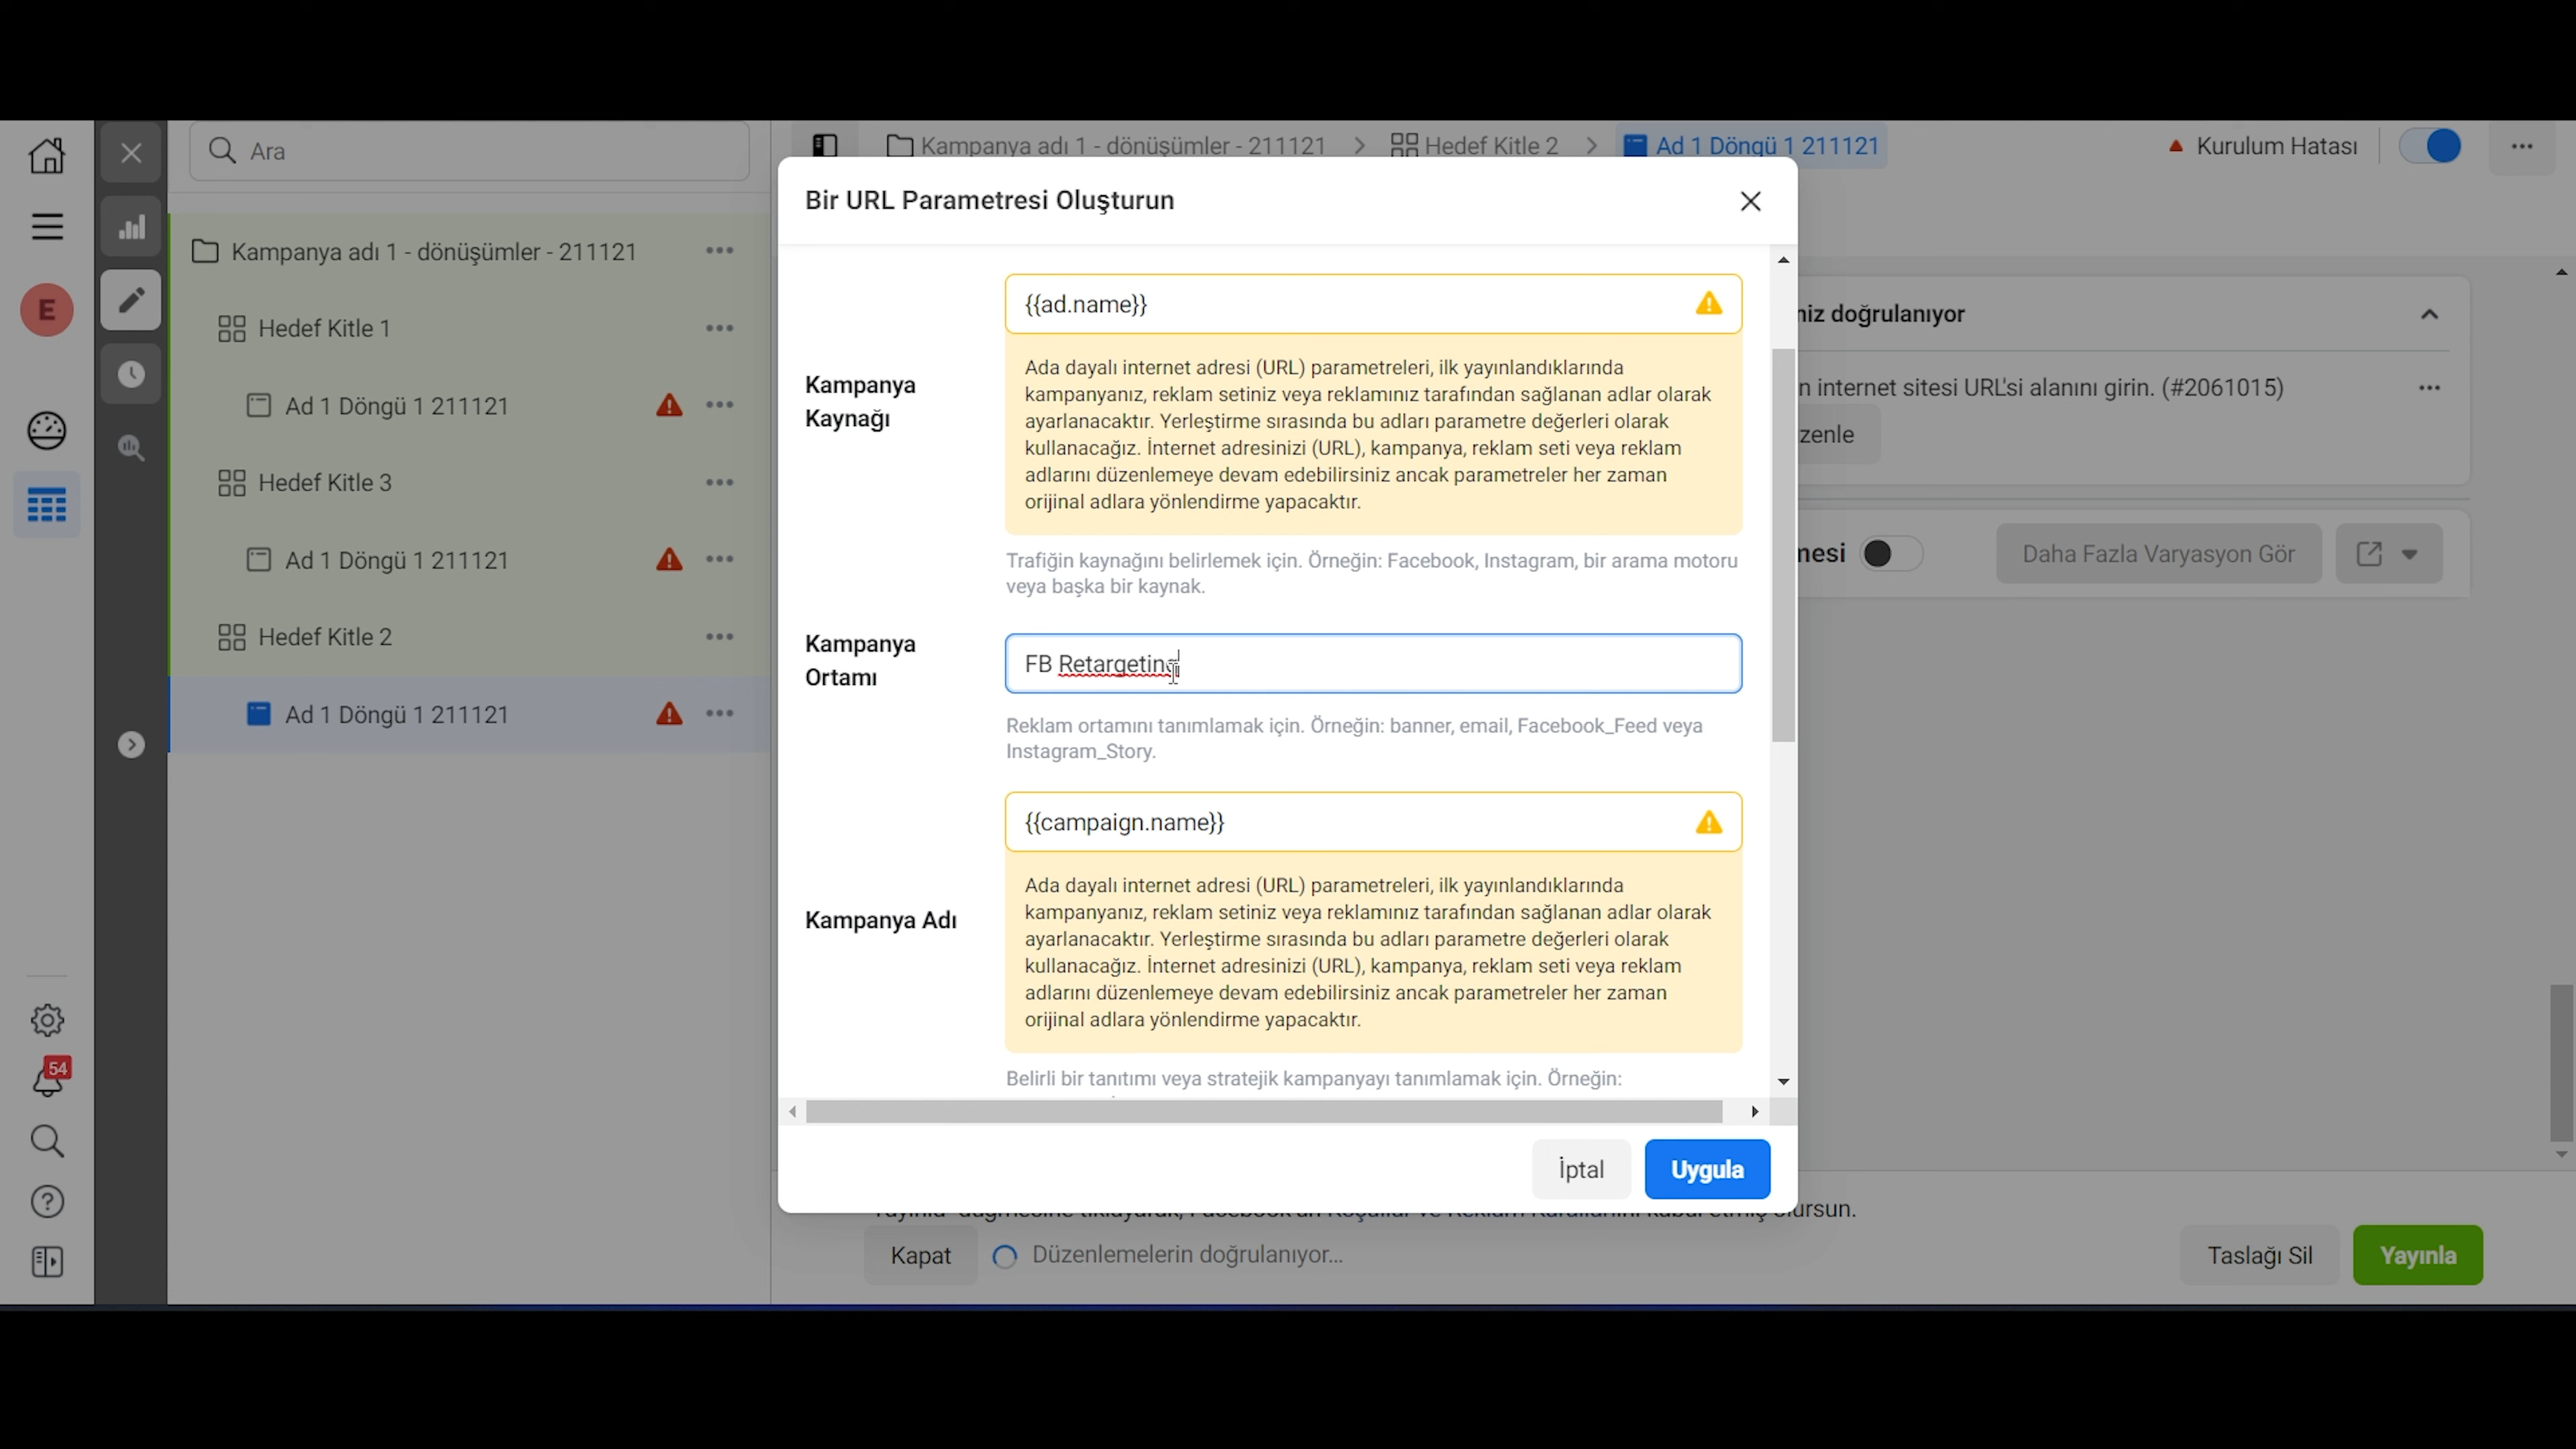 Ara
Kampanya adı 1 - dönüşümler - 211121
Hedef Kitle 2
Ad 1 Döngü 1 211121
Kurulum Hatası
E
54
Kampanya adı 1 - dönüşümler - 211121
Hedef Kitle 1
Ad 1 Döngü 1 211121
Hedef Kitle 3
Ad 1 Döngü 1 211121
Hedef Kitle 2
Ad 1 Döngü 1 211121
Bir URL Parametresi Oluşturun
Kampanya
Kaynağı
{{ad.name}}
Ada dayalı internet adresi (URL) parametreleri, ilk yayınlandıklarında
kampanyanız, reklam setiniz veya reklamınız tarafından sağlanan adlar olarak
ayarlanacaktır. Yerleştirme sırasında bu adları parametre değerleri olarak
kullanacağız. İnternet adresinizi (URL), kampanya, reklam seti veya reklam
adlarını düzenlemeye devam edebilirsiniz ancak parametreler her zaman
orijinal adlara yönlendirme yapacaktır.
Trafiğin kaynağını belirlemek için. Örneğin: Facebook, Instagram, bir arama motoru
veya başka bir kaynak.
Kampanya
Ortamı
FB Retargeting
Reklam ortamını tanımlamak için. Örneğin: banner, email, Facebook_Feed veya
Instagram_Story.
Kampanya Adı
{{campaign.name}}
Ada dayalı internet adresi (URL) parametreleri, ilk yayınlandıklarında
kampanyanız, reklam setiniz veya reklamınız tarafından sağlanan adlar olarak
ayarlanacaktır. Yerleştirme sırasında bu adları parametre değerleri olarak
kullanacağız. İnternet adresinizi (URL), kampanya, reklam seti veya reklam
adlarını düzenlemeye devam edebilirsiniz ancak parametreler her zaman
orijinal adlara yönlendirme yapacaktır.
Belirli bir tanıtımı veya stratejik kampanyayı tanımlamak için. Örneğin:
İptal
Uygula
niz doğrulanıyor
n internet sitesi URL'si alanını girin. (#2061015)
zenle
mesi
Daha Fazla Varyasyon Gör
ursun.
Kapat
Düzenlemelerin doğrulanıyor...
Taslağı Sil
Yayınla